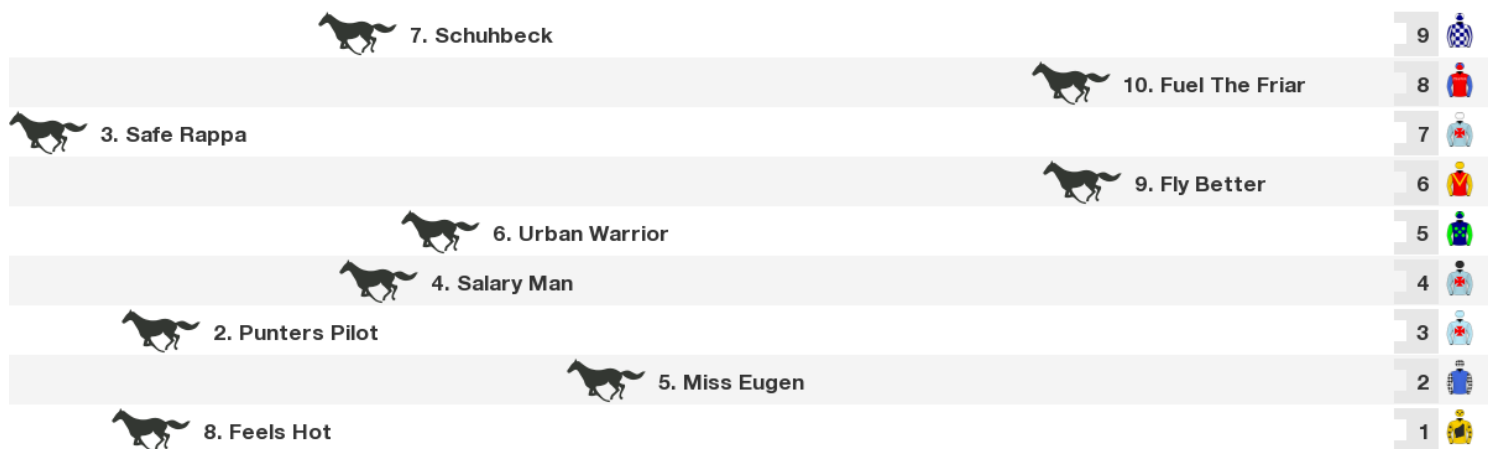 7. Schuhbeck 9
10. Fuel The Friar 8
3. Safe Rappa 7
9. Fly Better 6
6. Urban Warrior 5
4. Salary Man 4
2. Punters Pilot 3
5. Miss Eugen 2
8. Feels Hot 1